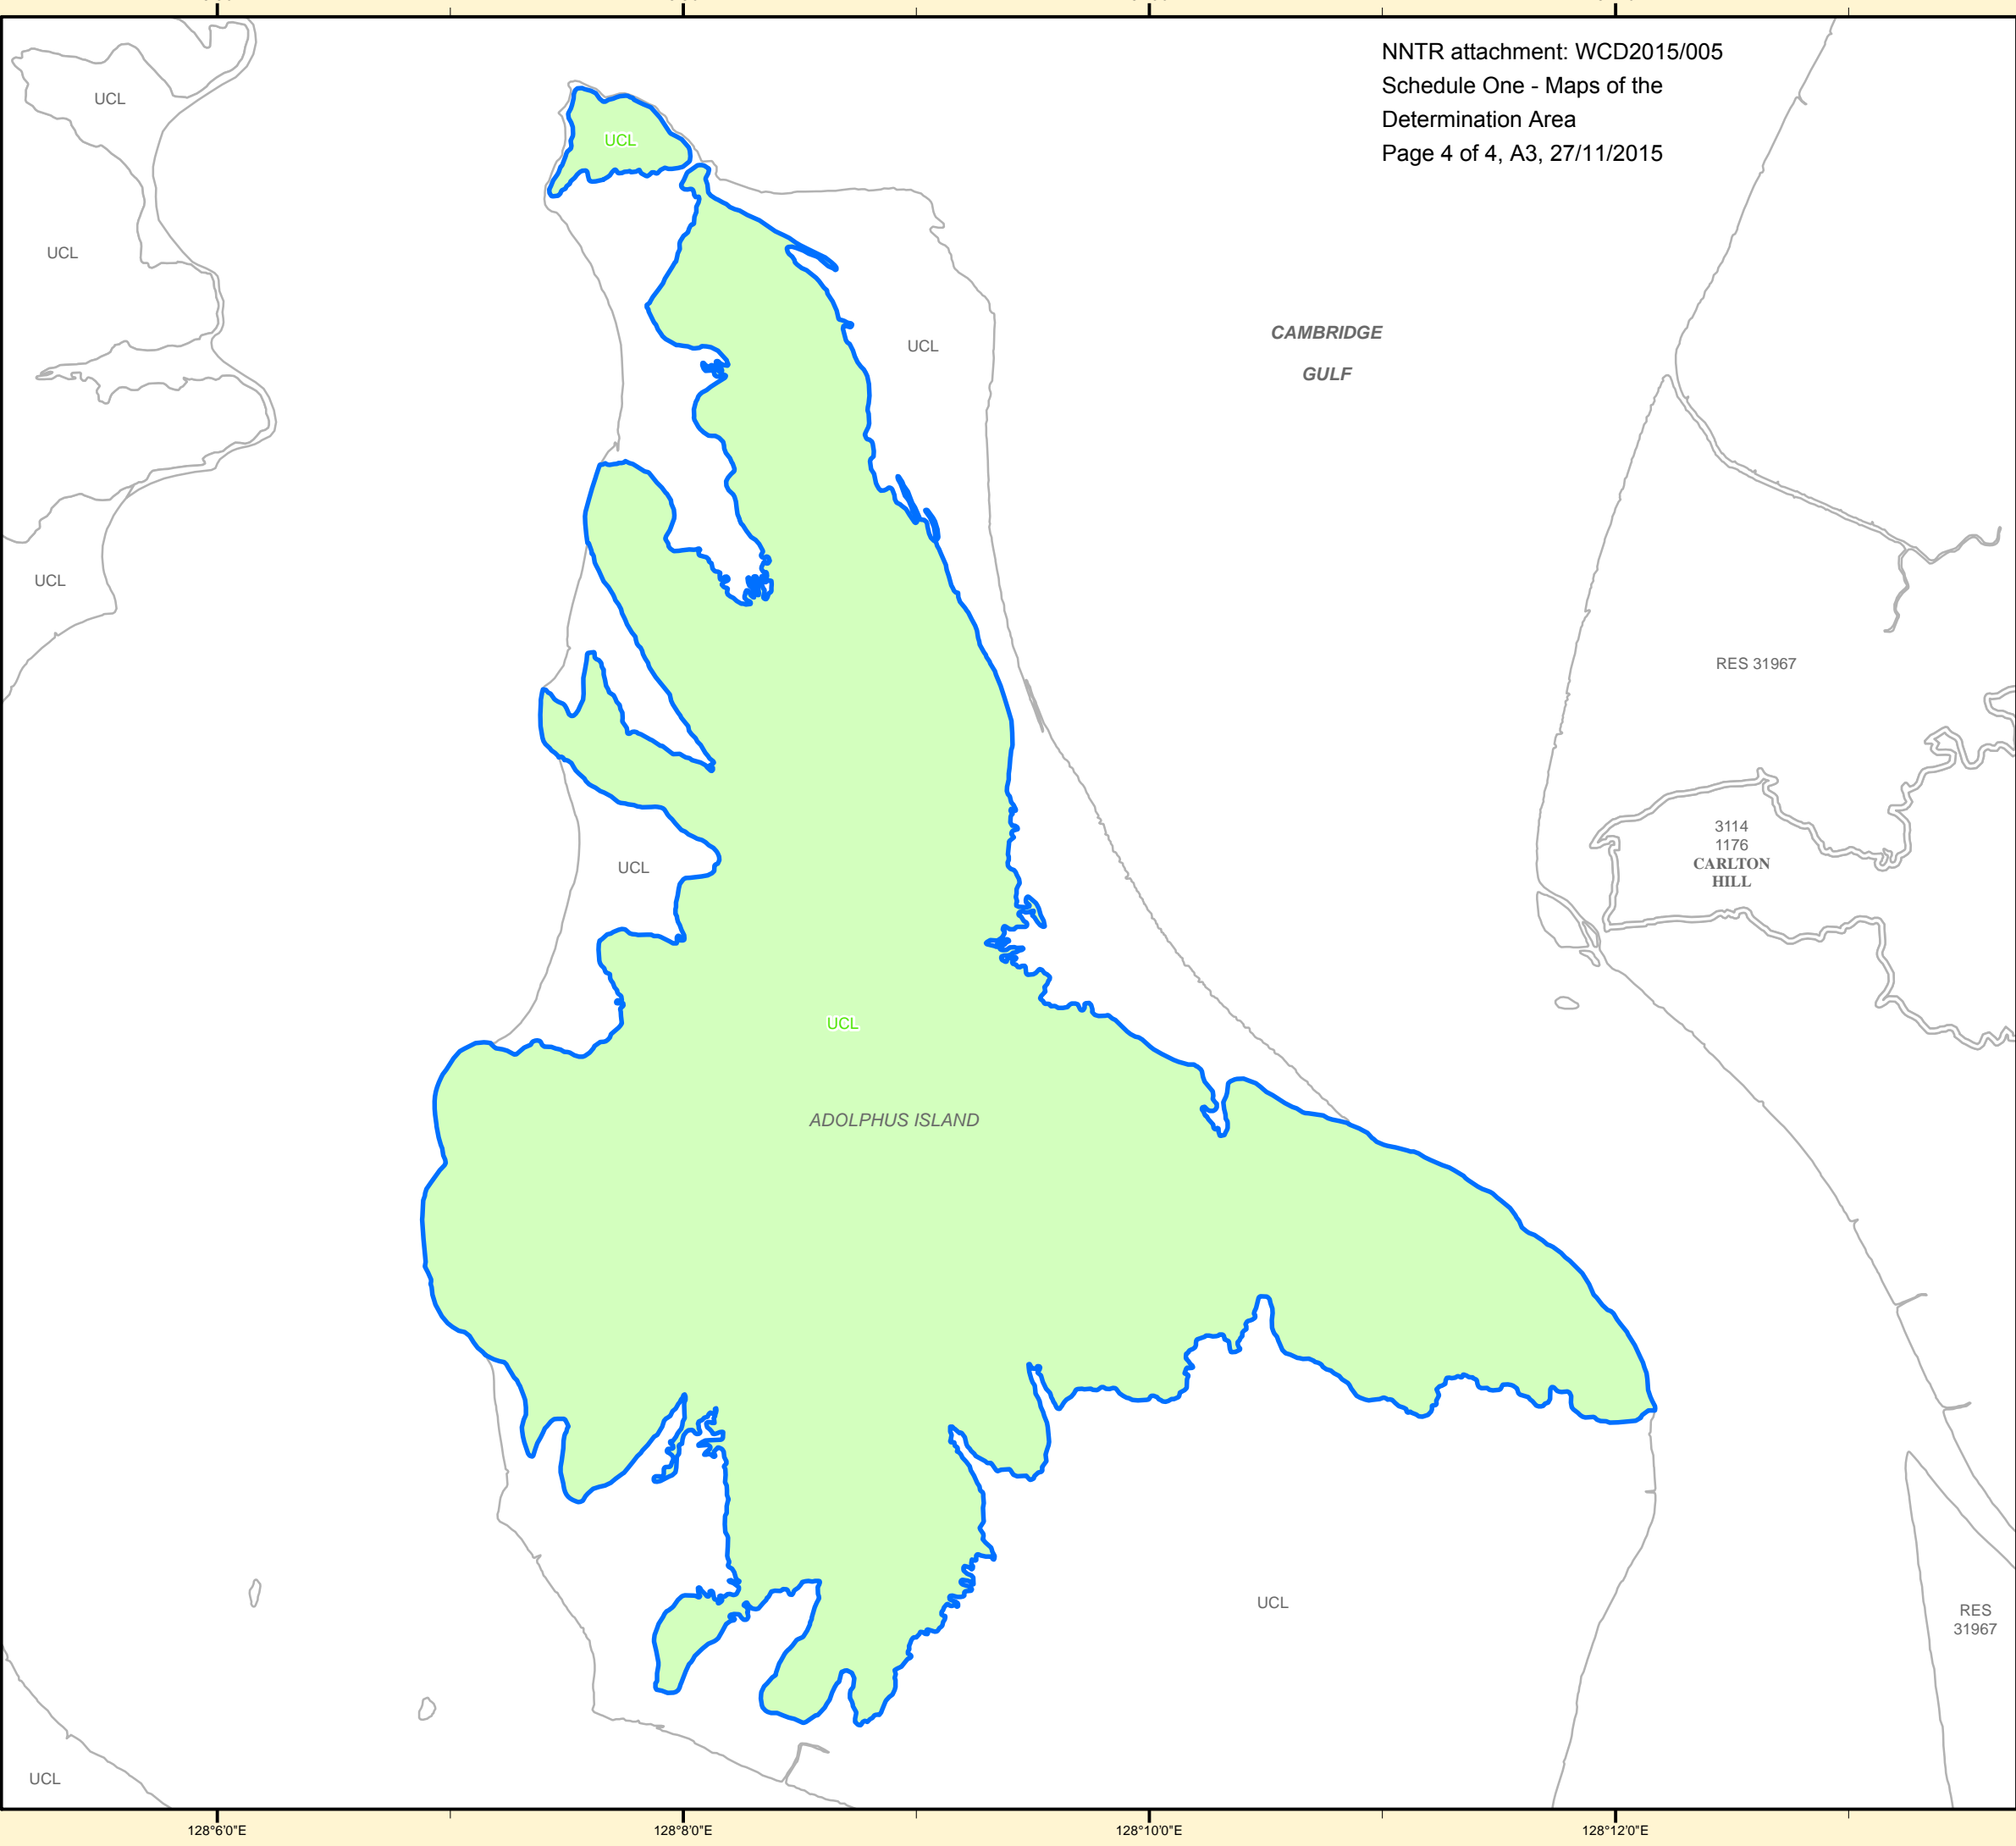 NNTR attachment: WCD2015/005
Schedule One - Maps of the
Determination Area
Page 4 of 4, A3, 27/11/2015
UCL
UCL
UCL
UCL
CAMBRIDGE
GULF
UCL
RES 31967
3114
1176
CARLTON
HILL
UCL
UCL
ADOLPHUS ISLAND
UCL
RES
31967
UCL
128°6'0"E
128°8'0"E
128°10'0"E
128°12'0"E